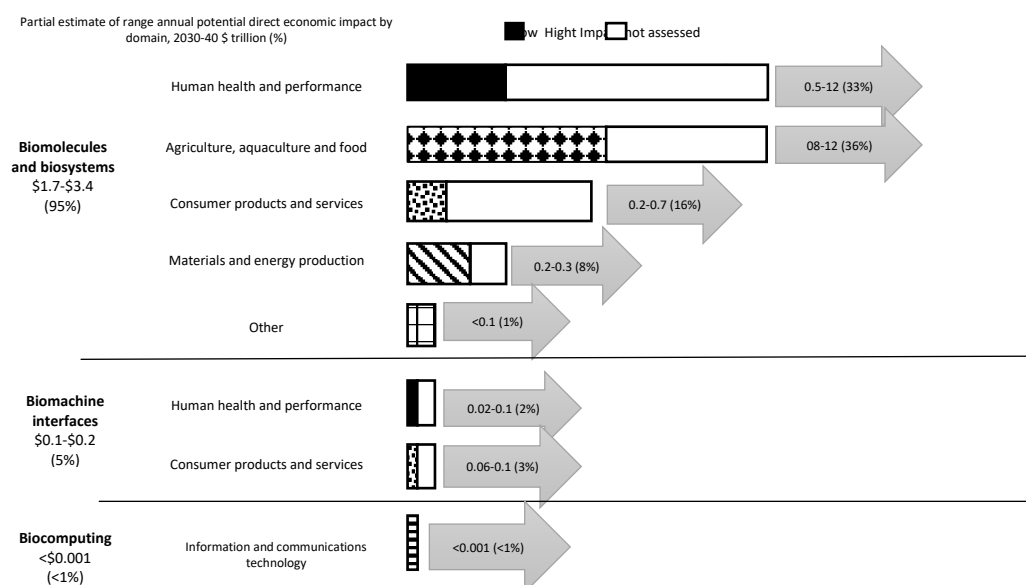 Partial estimate of range annual potential direct economic impact by
domain, 2030-40 $ trillion (%)
ow Hight Impa not assessed
Human health and performance
0.5-12 (33%)
Biomolecules
and biosystems
$1.7-$3.4
(95%)
Agriculture, aquaculture and food
08-12 (36%)
Consumer products and services
0.2-0.7 (16%)
Materials and energy production
0.2-0.3 (8%)
Other
<0.1 (1%)
Biomachine
interfaces
$0.1-$0.2
(5%)
Human health and performance
0.02-0.1 (2%)
Consumer products and services
0.06-0.1 (3%)
Biocomputing
<$0.001
(<1%)
Information and communications
technology
<0.001 (<1%)